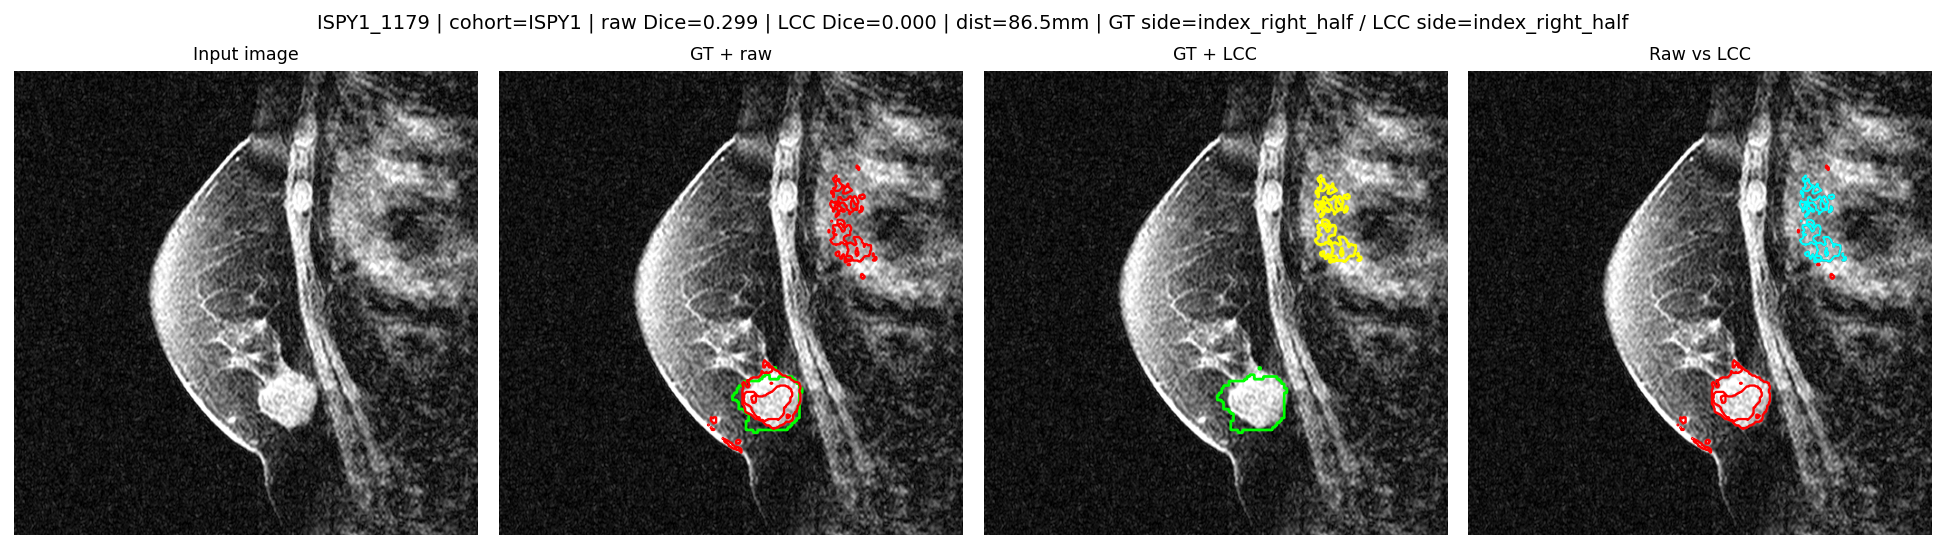 ISPY1_1179 | cohort=ISPY1 | raw Dice=0.299 | LCC Dice=0.000 | dist=86.5mm | GT side=index_right_half / LCC side=index_right_half
Input image
GT + raw
GT + LCC
Raw vs LCC